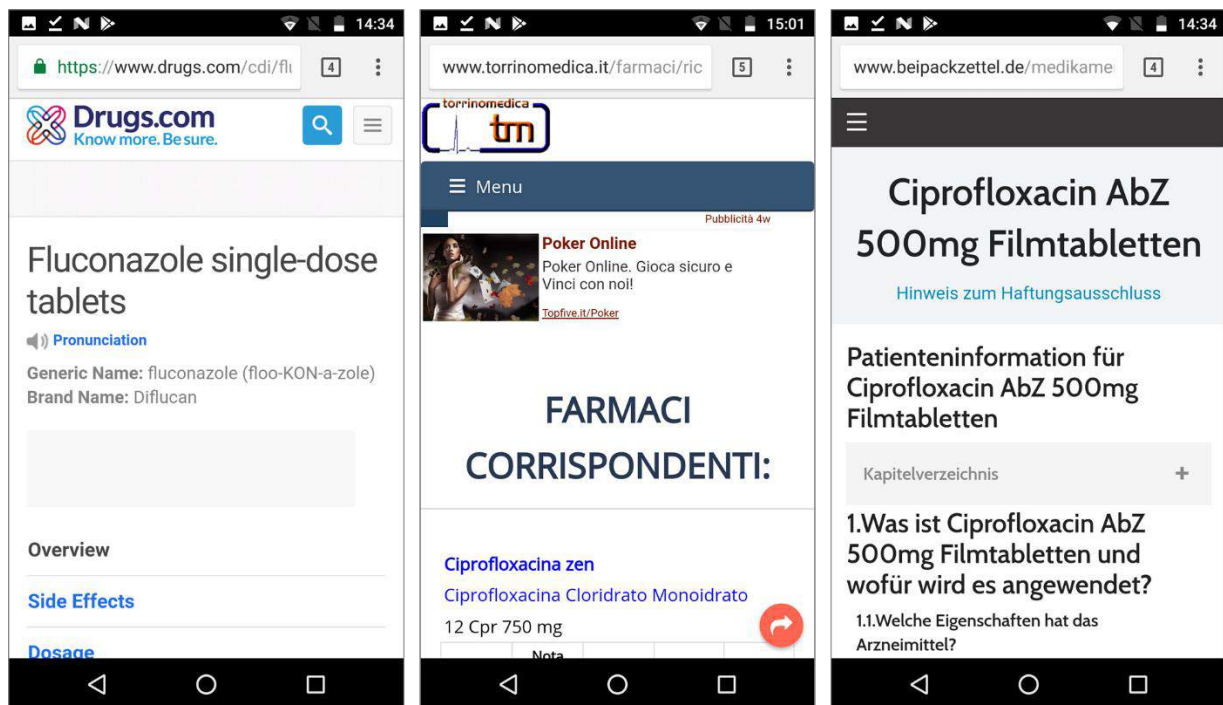 14:34
https://www.drugs.com/cdi/flu
4
Drugs.com
Know more. Be sure.
Fluconazole single-dose
tablets
Pronunciation
Generic Name: fluconazole (floo-KON-a-zole)
Brand Name: Diflucan
Overview
Side Effects
Dosage
15:01
www.torrinomedica.it/farmaci/ric
5
torrinomedica
tm
Menu
Pubblicità 4w
Poker Online
Poker Online. Gioca sicuro e
Vinci con noi!
Topfive.it/Poker
FARMACI
CORRISPONDENTI:
Ciprofloxacina zen
Ciprofloxacina Cloridrato Monoidrato
12 Cpr 750 mg
Nota
14:34
www.beipackzettel.de/medikame
4
Ciprofloxacin AbZ
500mg Filmtabletten
Hinweis zum Haftungsausschluss
Patienteninformation für
Ciprofloxacin AbZ 500mg
Filmtabletten
Kapitelverzeichnis
1.Was ist Ciprofloxacin AbZ
500mg Filmtabletten und
wofür wird es angewendet?
1.1.Welche Eigenschaften hat das
Arzneimittel?